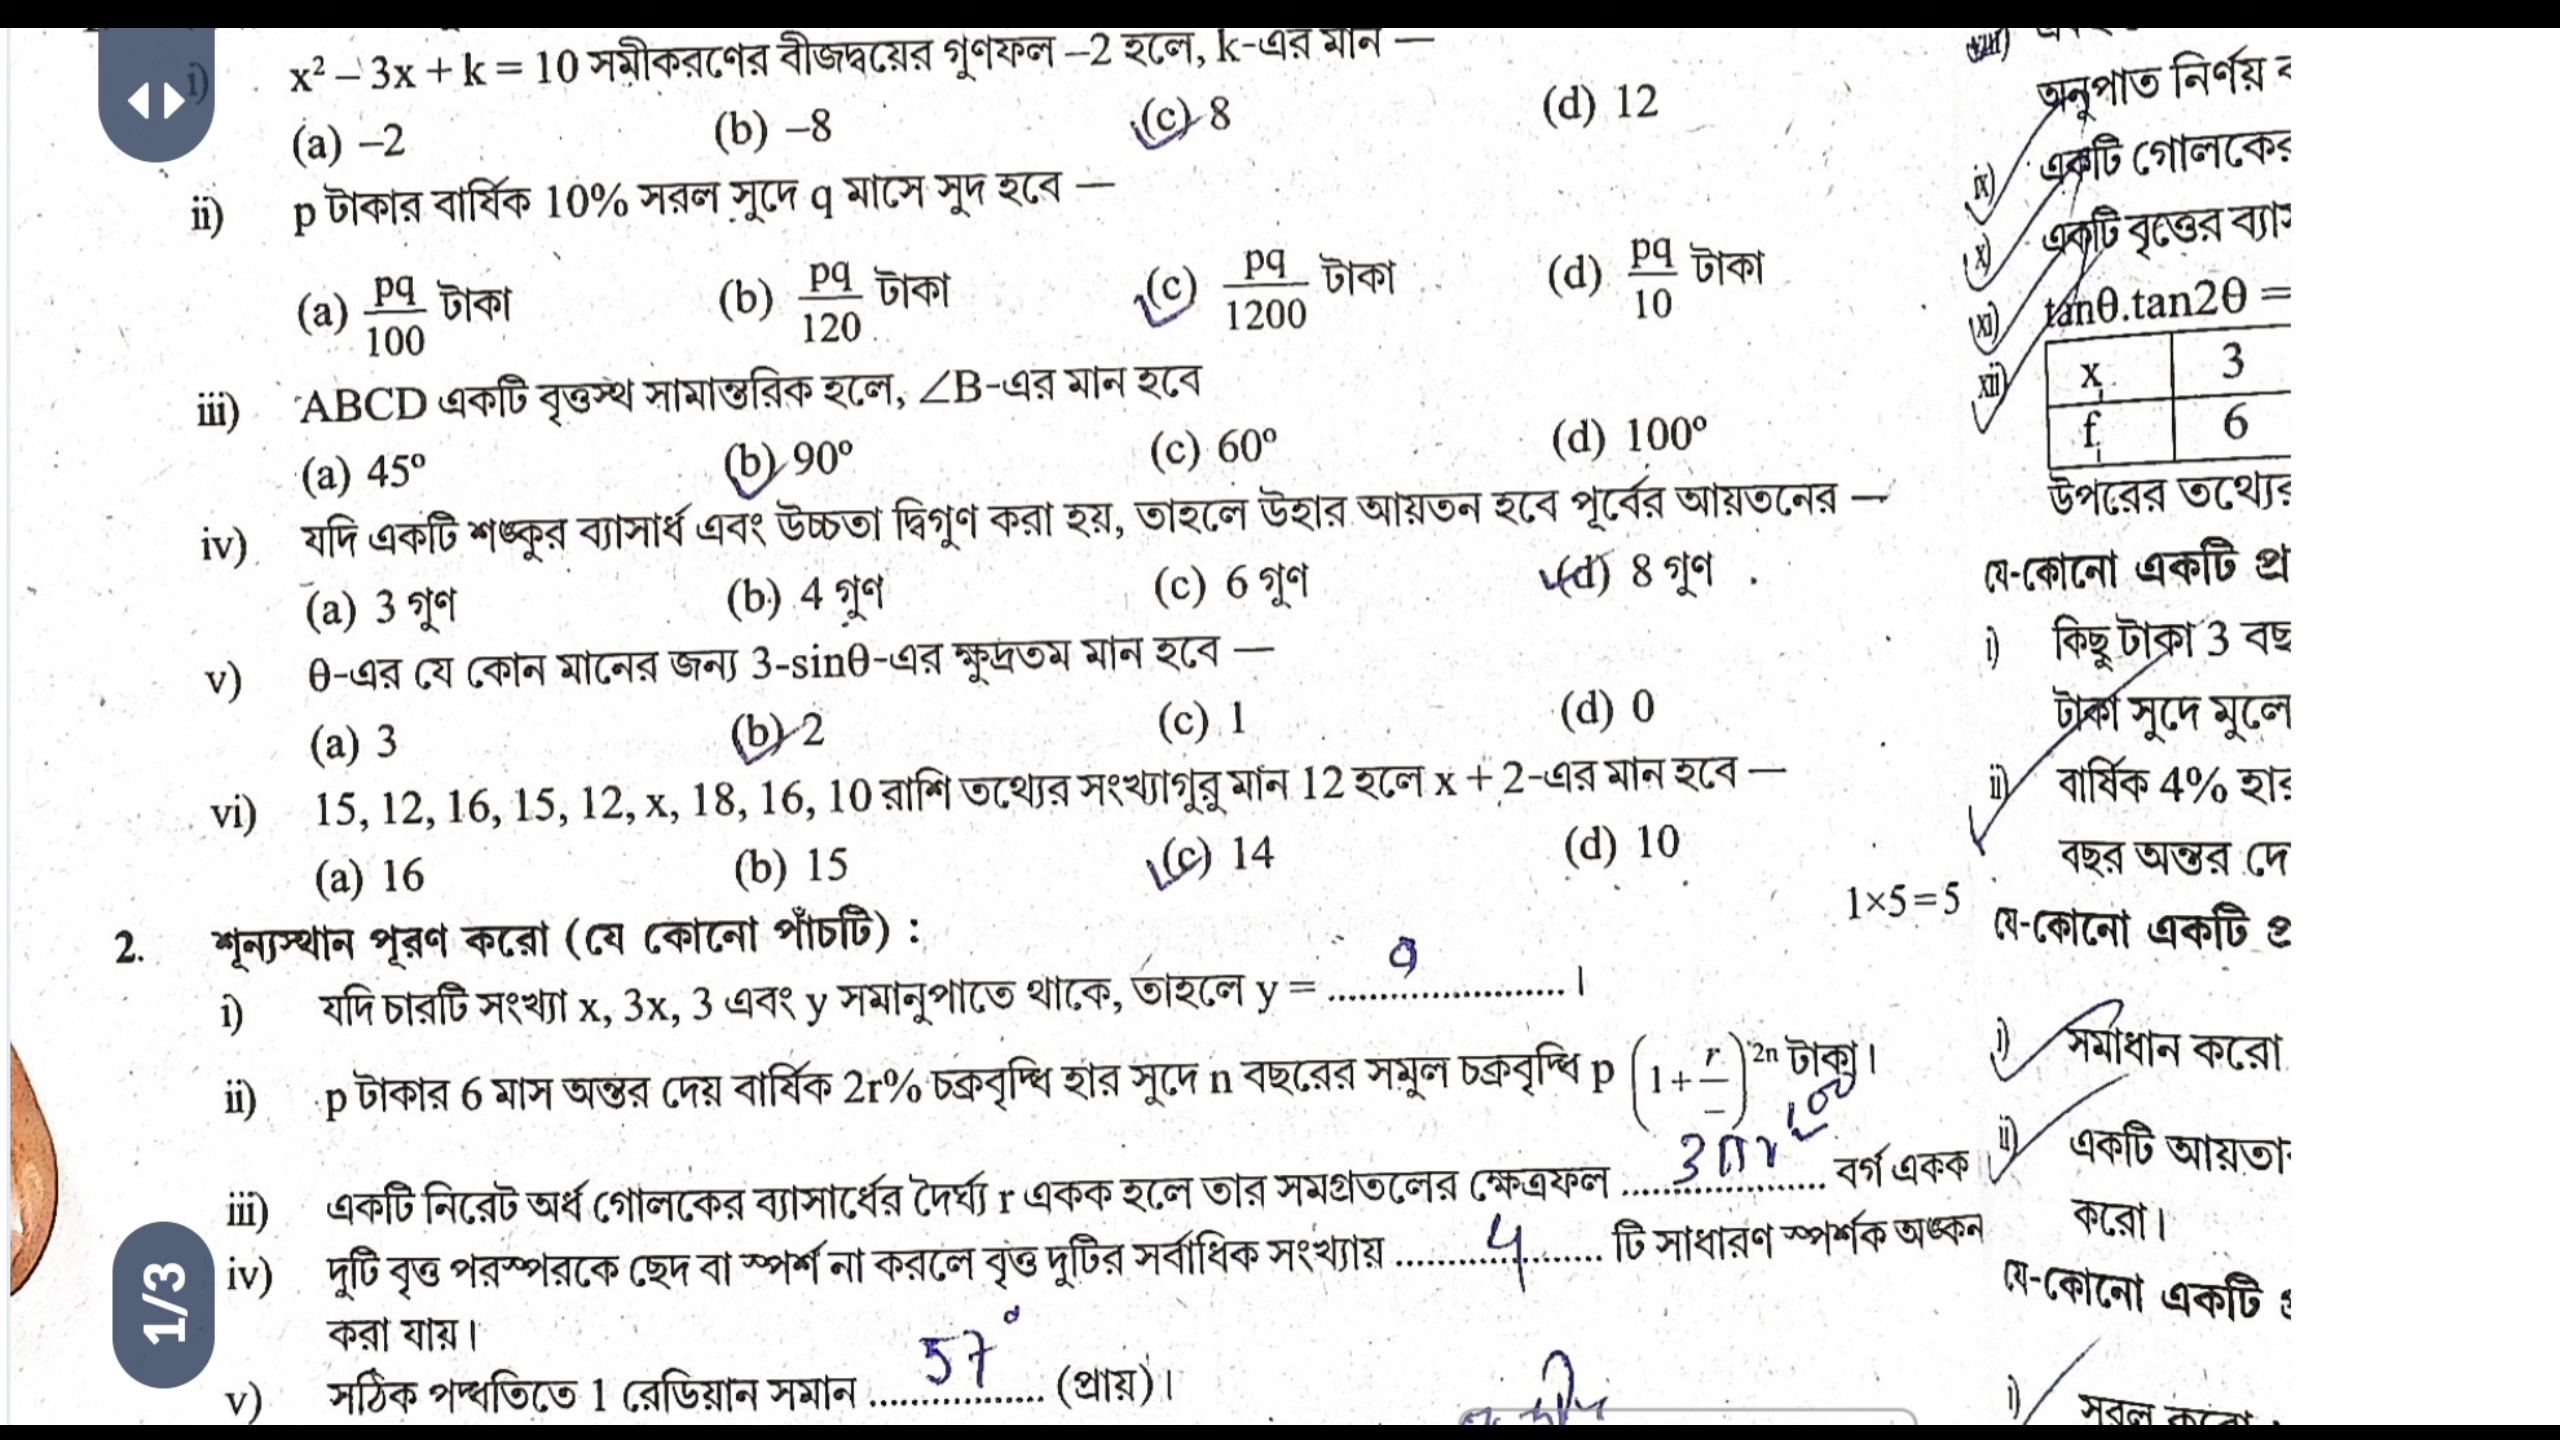 i) x² – 3x + k = 10 সমীকরণের বীজদ্বয়ের গুণফল –2 হলে, k-এর মান —
(a) –2 (b) –8 (c) 8 (d) 12
ii) p টাকার বার্ষিক 10% সরল সুদে q মাসে সুদ হবে —
(a) pq/100 টাকা (b) pq/120 টাকা (c) pq/1200 টাকা (d) pq/10 টাকা
iii) ABCD একটি বৃত্তস্থ সামান্তরিক হলে, ∠B-এর মান হবে
(a) 45° (b) 90° (c) 60° (d) 100°
iv) যদি একটি শঙ্কুর ব্যাসার্ধ এবং উচ্চতা দ্বিগুণ করা হয়, তাহলে উহার আয়তন হবে পূর্বের আয়তনের —
(a) 3 গুণ (b) 4 গুণ (c) 6 গুণ (d) 8 গুণ
v) θ-এর যে কোন মানের জন্য 3-sinθ-এর ক্ষুদ্রতম মান হবে —
(a) 3 (b) 2 (c) 1 (d) 0
vi) 15, 12, 16, 15, 12, x, 18, 16, 10 রাশি তথ্যের সংখ্যাগুরু মান 12 হলে x + 2-এর মান হবে —
(a) 16 (b) 15 (c) 14 (d) 10
2. শূন্যস্থান পূরণ করো (যে কোনো পাঁচটি) : 1×5=5
i) যদি চারটি সংখ্যা x, 3x, 3 এবং y সমানুপাতে থাকে, তাহলে y = ....... 9 ....... ।
ii) p টাকার 6 মাস অন্তর দেয় বার্ষিক 2r% চক্রবৃদ্ধি হার সুদে n বছরের সমুল চক্রবৃদ্ধি p (1 + r/–)²ⁿ টাকা।
100
iii) একটি নিরেট অর্ধ গোলকের ব্যাসার্ধের দৈর্ঘ্য r একক হলে তার সমগ্রতলের ক্ষেত্রফল ....... 3πr ....... বর্গ একক
iv) দুটি বৃত্ত পরস্পরকে ছেদ বা স্পর্শ না করলে বৃত্ত দুটির সর্বাধিক সংখ্যায় ....... 4 ....... টি সাধারণ স্পর্শক অঙ্কন
করা যায়।
v) সঠিক পদ্ধতিতে 1 রেডিয়ান সমান ....... 57° ....... (প্রায়)।
1/3
অনুপাত নির্ণয়
ix) একটি গোলকের
x) একটি বৃত্তের
xi) tanθ.tan2θ =
xii) xᵢ 3
fᵢ 6
উপরের তথ্যের
যে-কোনো একটি
i) কিছু টাকা 3
টাকা সুদে মুলে
ii) বার্ষিক 4%
বছর অন্তর
যে-কোনো একটি
i) সমাধান করো
ii) একটি
করো।
যে-কোনো একটি
i) সরল